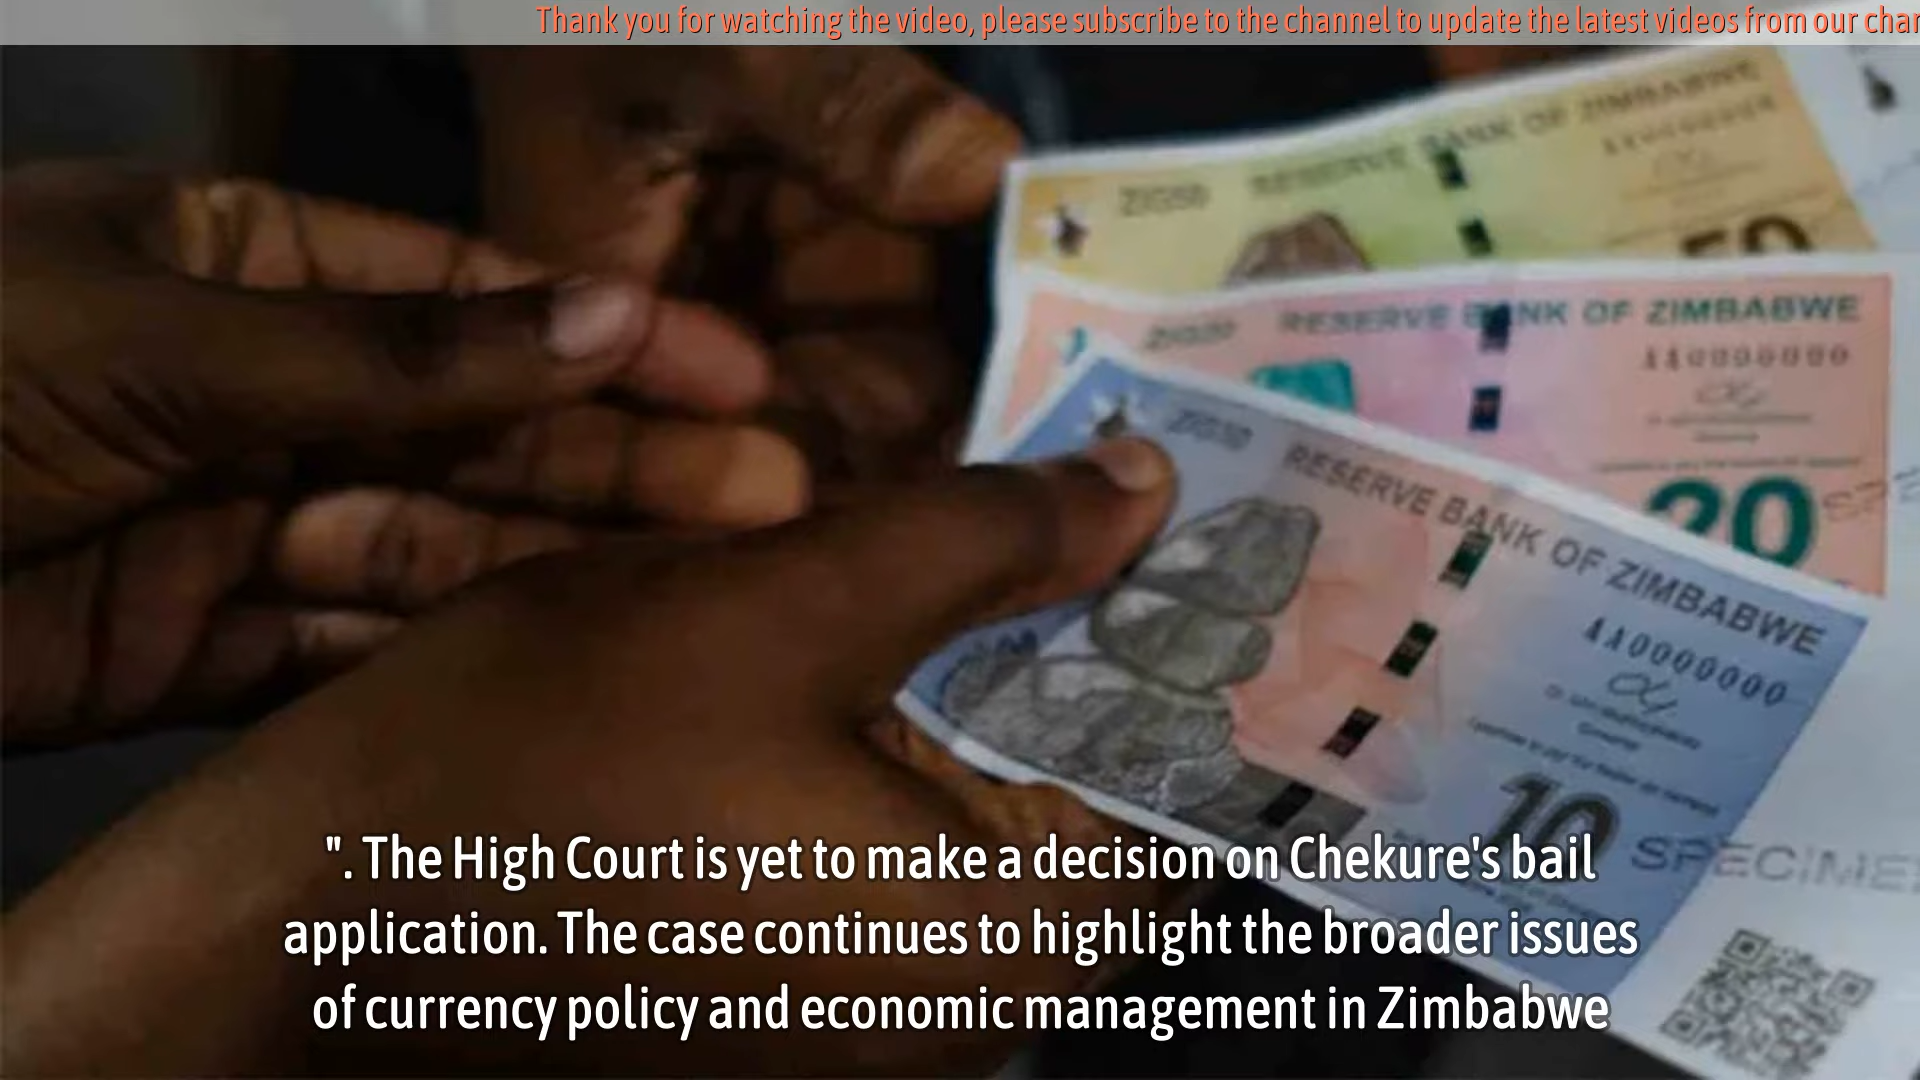 Thank you for watching the video, please subscribe to the channel to update the latest videos from our chan
RESERVE BANK OF ZIMBABWE
50
RESERVE BANK OF ZIMBABWE
AA0000000
20
ZIG10
RESERVE BANK OF ZIMBABWE
AA0000000
10
SPECIME
". The High Court is yet to make a decision on Chekure's bail
application. The case continues to highlight the broader issues
of currency policy and economic management in Zimbabwe